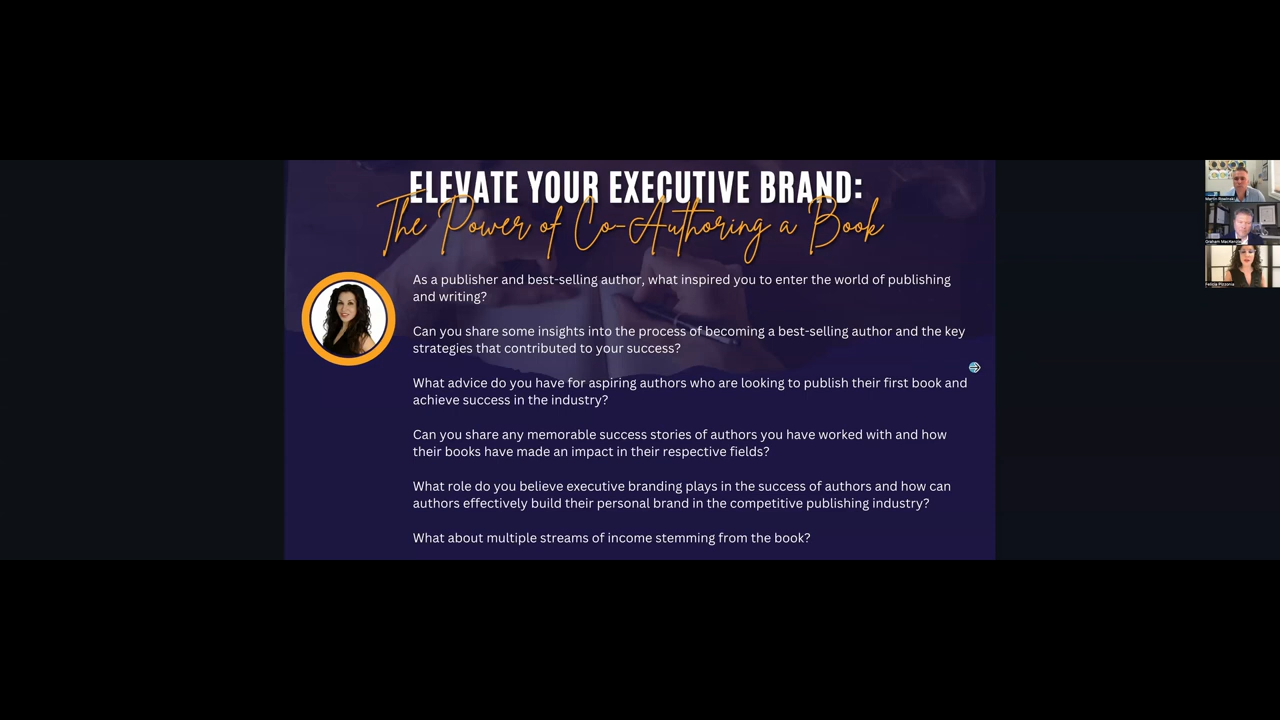 ELEVATE YOUR EXECUTIVE BRAND:
The Power of Co-Authoring a Book
As a publisher and best-selling author, what inspired you to enter the world of publishing
and writing?
Can you share some insights into the process of becoming a best-selling author and the key
strategies that contributed to your success?
What advice do you have for aspiring authors who are looking to publish their first book and
achieve success in the industry?
Can you share any memorable success stories of authors you have worked with and how
their books have made an impact in their respective fields?
What role do you believe executive branding plays in the success of authors and how can
authors effectively build their personal brand in the competitive publishing industry?
What about multiple streams of income stemming from the book?
Martin
Graham
Felicia Pizzonia